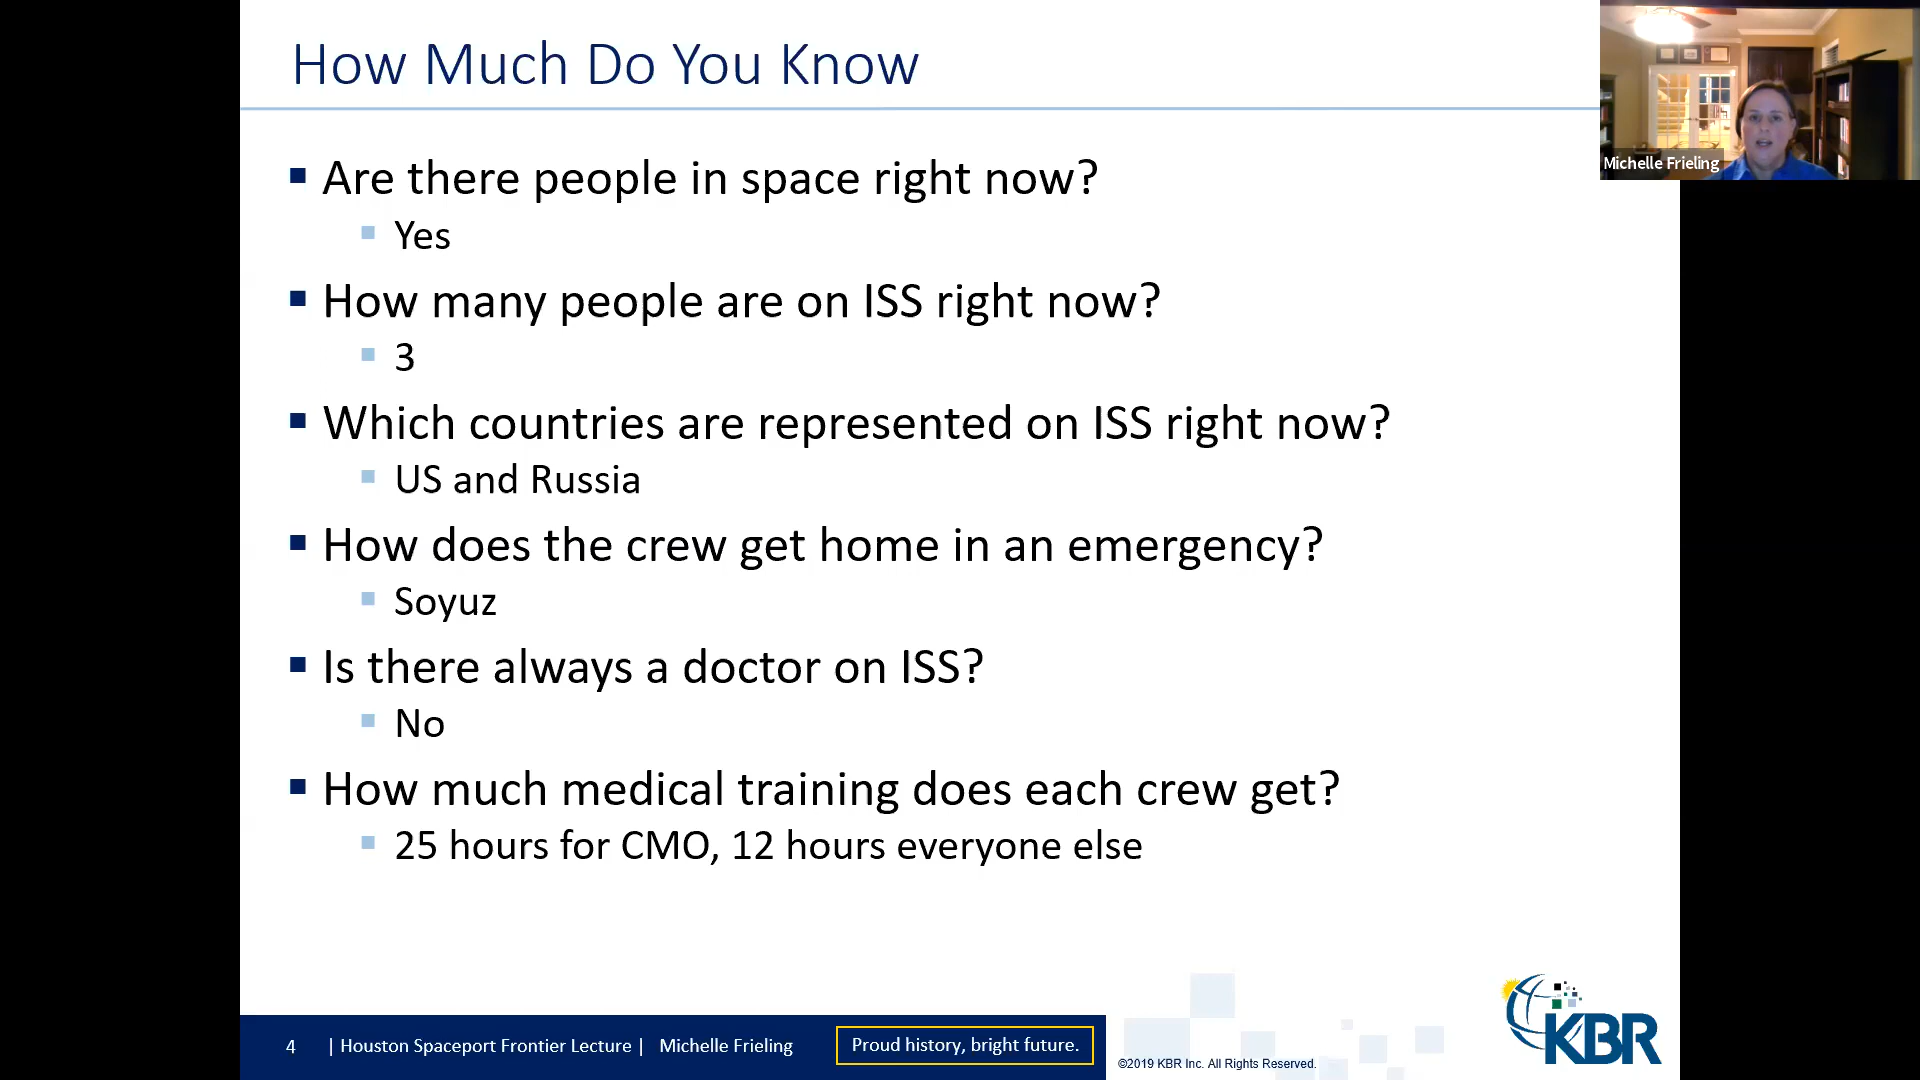 How Much Do You Know
Michelle Frieling
Are there people in space right now?
Yes
How many people are on ISS right now?
3
Which countries are represented on ISS right now?
US and Russia
How does the crew get home in an emergency?
Soyuz
Is there always a doctor on ISS?
No
How much medical training does each crew get?
25 hours for CMO, 12 hours everyone else
4 | Houston Spaceport Frontier Lecture | Michelle Frieling
Proud history, bright future.
©2019 KBR Inc. All Rights Reserved.
KBR